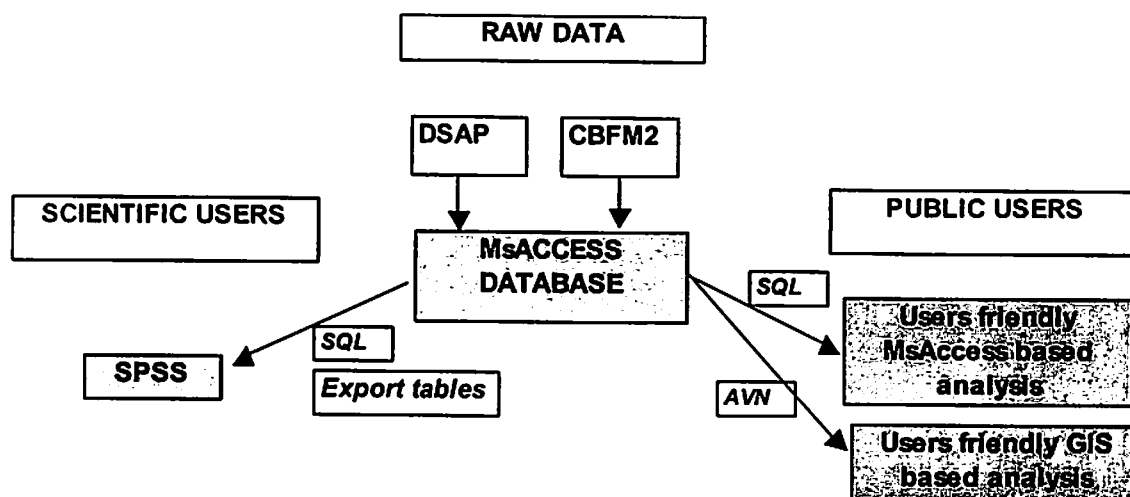 RAW DATA
DSAP
CBFM2
SCIENTIFIC USERS
PUBLIC USERS
MsACCESS
DATABASE
SQL
Users friendly
MsAccess based
analysis
SQL
SPSS
Export tables
AVN
Users friendly GIS
based analysis